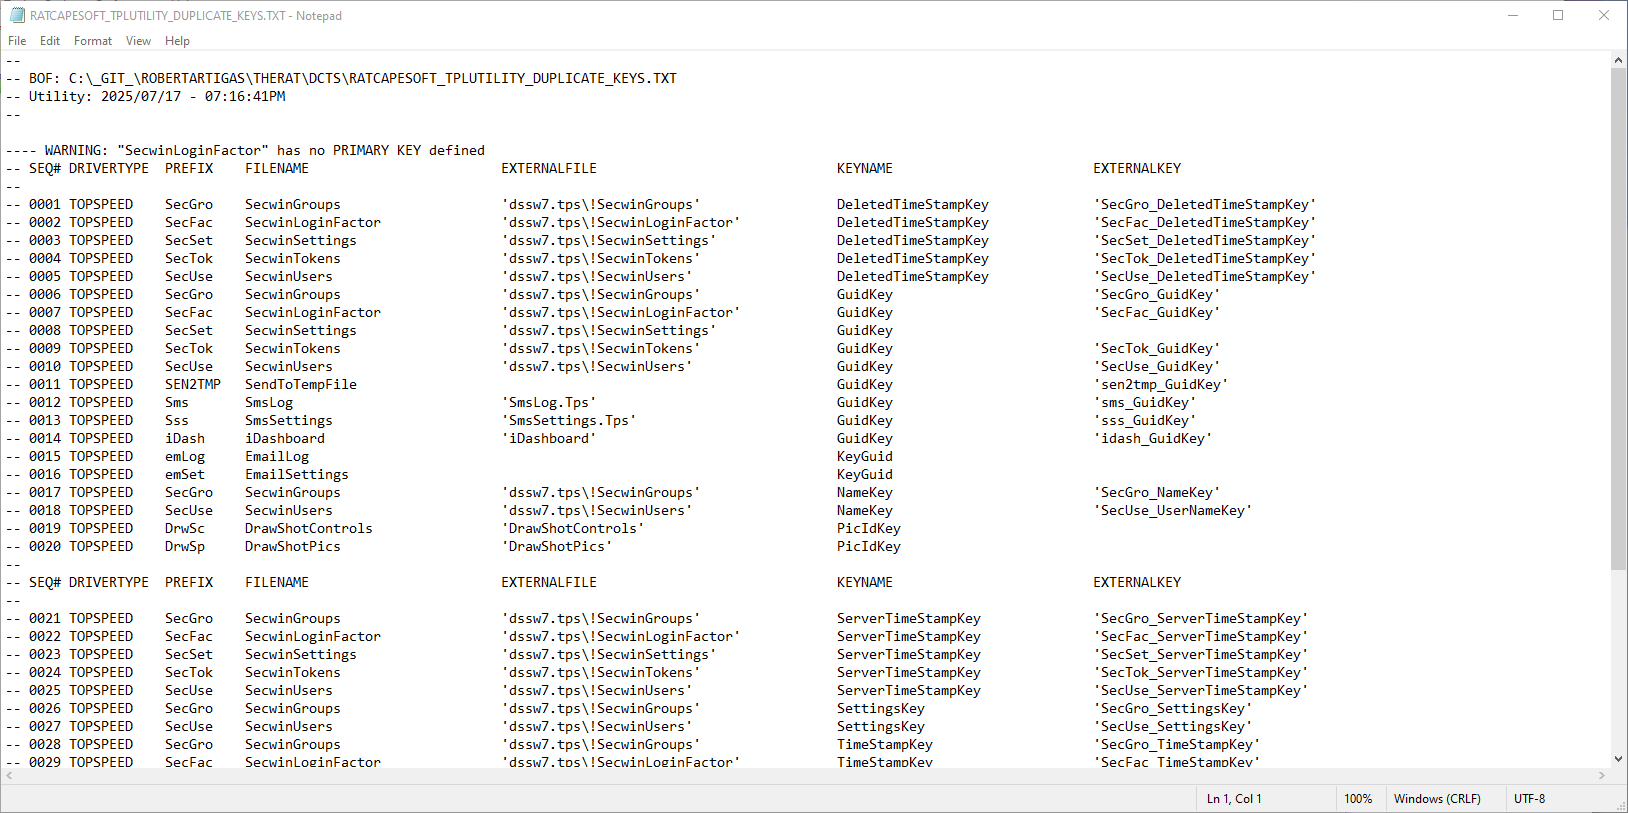 RATCAPESOFT_TPLUTILITY_DUPLICATE_KEYS.TXT - Notepad
File Edit Format View Help
--
-- BOF: C:\_GIT_\ROBERTARTIGAS\THERAT\DCTS\RATCAPESOFT_TPLUTILITY_DUPLICATE_KEYS.TXT
-- Utility: 2025/07/17 - 07:16:41PM
--
---- WARNING: "SecwinLoginFactor" has no PRIMARY KEY defined
-- SEQ# DRIVERTYPE PREFIX FILENAME EXTERNALFILE KEYNAME EXTERNALKEY
--
-- 0001 TOPSPEED SecGro SecwinGroups 'dssw7.tps\!SecwinGroups' DeletedTimeStampKey 'SecGro_DeletedTimeStampKey'
-- 0002 TOPSPEED SecFac SecwinLoginFactor 'dssw7.tps\!SecwinLoginFactor' DeletedTimeStampKey 'SecFac_DeletedTimeStampKey'
-- 0003 TOPSPEED SecSet SecwinSettings 'dssw7.tps\!SecwinSettings' DeletedTimeStampKey 'SecSet_DeletedTimeStampKey'
-- 0004 TOPSPEED SecTok SecwinTokens 'dssw7.tps\!SecwinTokens' DeletedTimeStampKey 'SecTok_DeletedTimeStampKey'
-- 0005 TOPSPEED SecUse SecwinUsers 'dssw7.tps\!SecwinUsers' DeletedTimeStampKey 'SecUse_DeletedTimeStampKey'
-- 0006 TOPSPEED SecGro SecwinGroups 'dssw7.tps\!SecwinGroups' GuidKey 'SecGro_GuidKey'
-- 0007 TOPSPEED SecFac SecwinLoginFactor 'dssw7.tps\!SecwinLoginFactor' GuidKey 'SecFac_GuidKey'
-- 0008 TOPSPEED SecSet SecwinSettings 'dssw7.tps\!SecwinSettings' GuidKey
-- 0009 TOPSPEED SecTok SecwinTokens 'dssw7.tps\!SecwinTokens' GuidKey 'SecTok_GuidKey'
-- 0010 TOPSPEED SecUse SecwinUsers 'dssw7.tps\!SecwinUsers' GuidKey 'SecUse_GuidKey'
-- 0011 TOPSPEED SEN2TMP SendToTempFile GuidKey 'sen2tmp_GuidKey'
-- 0012 TOPSPEED Sms SmsLog 'SmsLog.Tps' GuidKey 'sms_GuidKey'
-- 0013 TOPSPEED Sss SmsSettings 'SmsSettings.Tps' GuidKey 'sss_GuidKey'
-- 0014 TOPSPEED iDash iDashboard 'iDashboard' GuidKey 'idash_GuidKey'
-- 0015 TOPSPEED emLog EmailLog KeyGuid
-- 0016 TOPSPEED emSet EmailSettings KeyGuid
-- 0017 TOPSPEED SecGro SecwinGroups 'dssw7.tps\!SecwinGroups' NameKey 'SecGro_NameKey'
-- 0018 TOPSPEED SecUse SecwinUsers 'dssw7.tps\!SecwinUsers' NameKey 'SecUse_UserNameKey'
-- 0019 TOPSPEED DrwSc DrawShotControls 'DrawShotControls' PicIdKey
-- 0020 TOPSPEED DrwSp DrawShotPics 'DrawShotPics' PicIdKey
--
-- SEQ# DRIVERTYPE PREFIX FILENAME EXTERNALFILE KEYNAME EXTERNALKEY
--
-- 0021 TOPSPEED SecGro SecwinGroups 'dssw7.tps\!SecwinGroups' ServerTimeStampKey 'SecGro_ServerTimeStampKey'
-- 0022 TOPSPEED SecFac SecwinLoginFactor 'dssw7.tps\!SecwinLoginFactor' ServerTimeStampKey 'SecFac_ServerTimeStampKey'
-- 0023 TOPSPEED SecSet SecwinSettings 'dssw7.tps\!SecwinSettings' ServerTimeStampKey 'SecSet_ServerTimeStampKey'
-- 0024 TOPSPEED SecTok SecwinTokens 'dssw7.tps\!SecwinTokens' ServerTimeStampKey 'SecTok_ServerTimeStampKey'
-- 0025 TOPSPEED SecUse SecwinUsers 'dssw7.tps\!SecwinUsers' ServerTimeStampKey 'SecUse_ServerTimeStampKey'
-- 0026 TOPSPEED SecGro SecwinGroups 'dssw7.tps\!SecwinGroups' SettingsKey 'SecGro_SettingsKey'
-- 0027 TOPSPEED SecUse SecwinUsers 'dssw7.tps\!SecwinUsers' SettingsKey 'SecUse_SettingsKey'
-- 0028 TOPSPEED SecGro SecwinGroups 'dssw7.tps\!SecwinGroups' TimeStampKey 'SecGro_TimeStampKey'
-- 0029 TOPSPEED SecFac SecwinLoginFactor 'dssw7.tps\!SecwinLoginFactor' TimeStampKey 'SecFac_TimeStampKey'
Ln 1, Col 1 100% Windows (CRLF) UTF-8